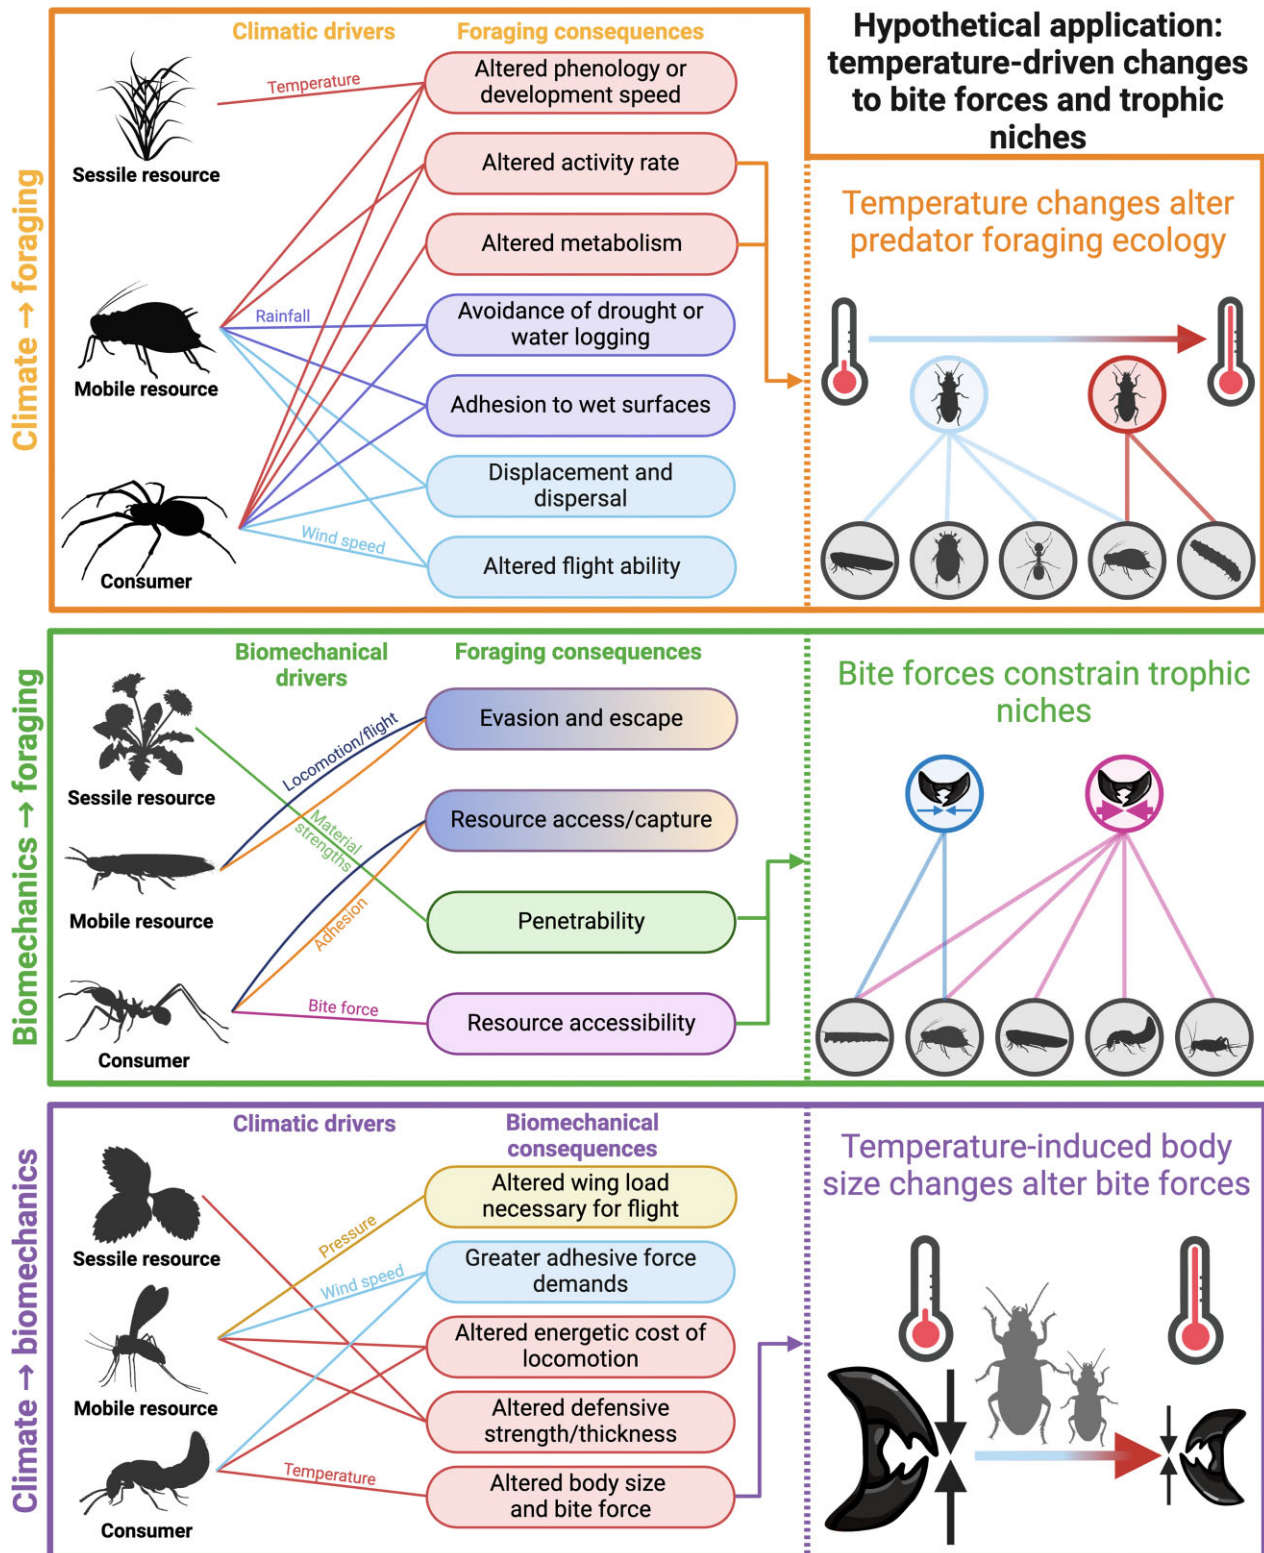 Climate → foraging
Climatic drivers
Foraging consequences
Sessile resource
Mobile resource
Consumer
Temperature
Rainfall
Wind speed
Altered phenology or
development speed
Altered activity rate
Altered metabolism
Avoidance of drought or
water logging
Adhesion to wet surfaces
Displacement and
dispersal
Altered flight ability
Hypothetical application:
temperature-driven changes
to bite forces and trophic
niches
Temperature changes alter
predator foraging ecology
Biomechanics → foraging
Biomechanical
drivers
Foraging consequences
Sessile resource
Mobile resource
Consumer
Locomotion/flight
Material
strengths
Adhesion
Bite force
Evasion and escape
Resource access/capture
Penetrability
Resource accessibility
Bite forces constrain trophic
niches
Climate → biomechanics
Climatic drivers
Biomechanical
consequences
Sessile resource
Mobile resource
Consumer
Pressure
Wind speed
Temperature
Altered wing load
necessary for flight
Greater adhesive force
demands
Altered energetic cost of
locomotion
Altered defensive
strength/thickness
Altered body size
and bite force
Temperature-induced body
size changes alter bite forces